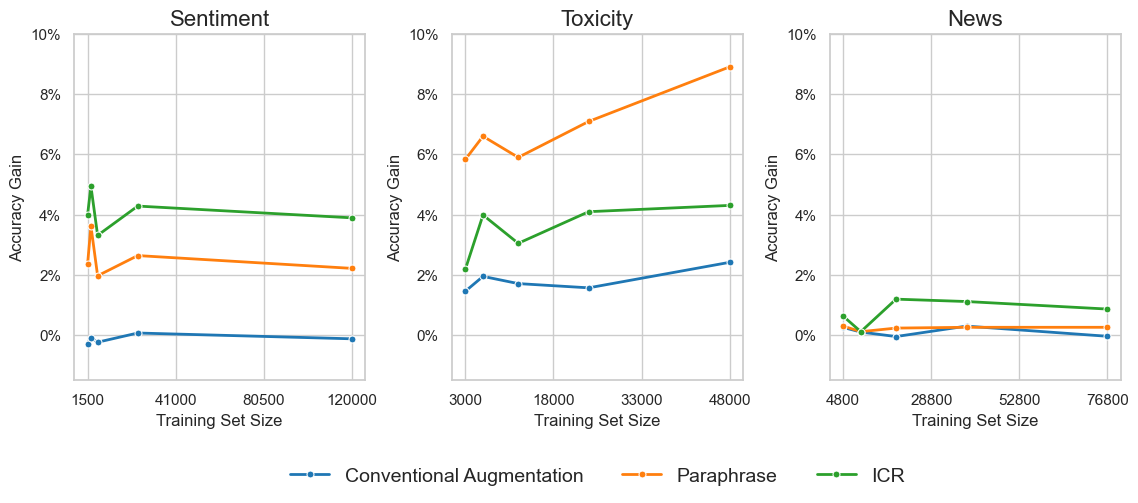 Sentiment
10%
8%
6%
4%
2%
0%
Accuracy Gain
1500 41000 80500 120000
Training Set Size
Toxicity
10%
8%
6%
4%
2%
0%
Accuracy Gain
3000 18000 33000 48000
Training Set Size
News
10%
8%
6%
4%
2%
0%
Accuracy Gain
4800 28800 52800 76800
Training Set Size
Conventional Augmentation Paraphrase ICR